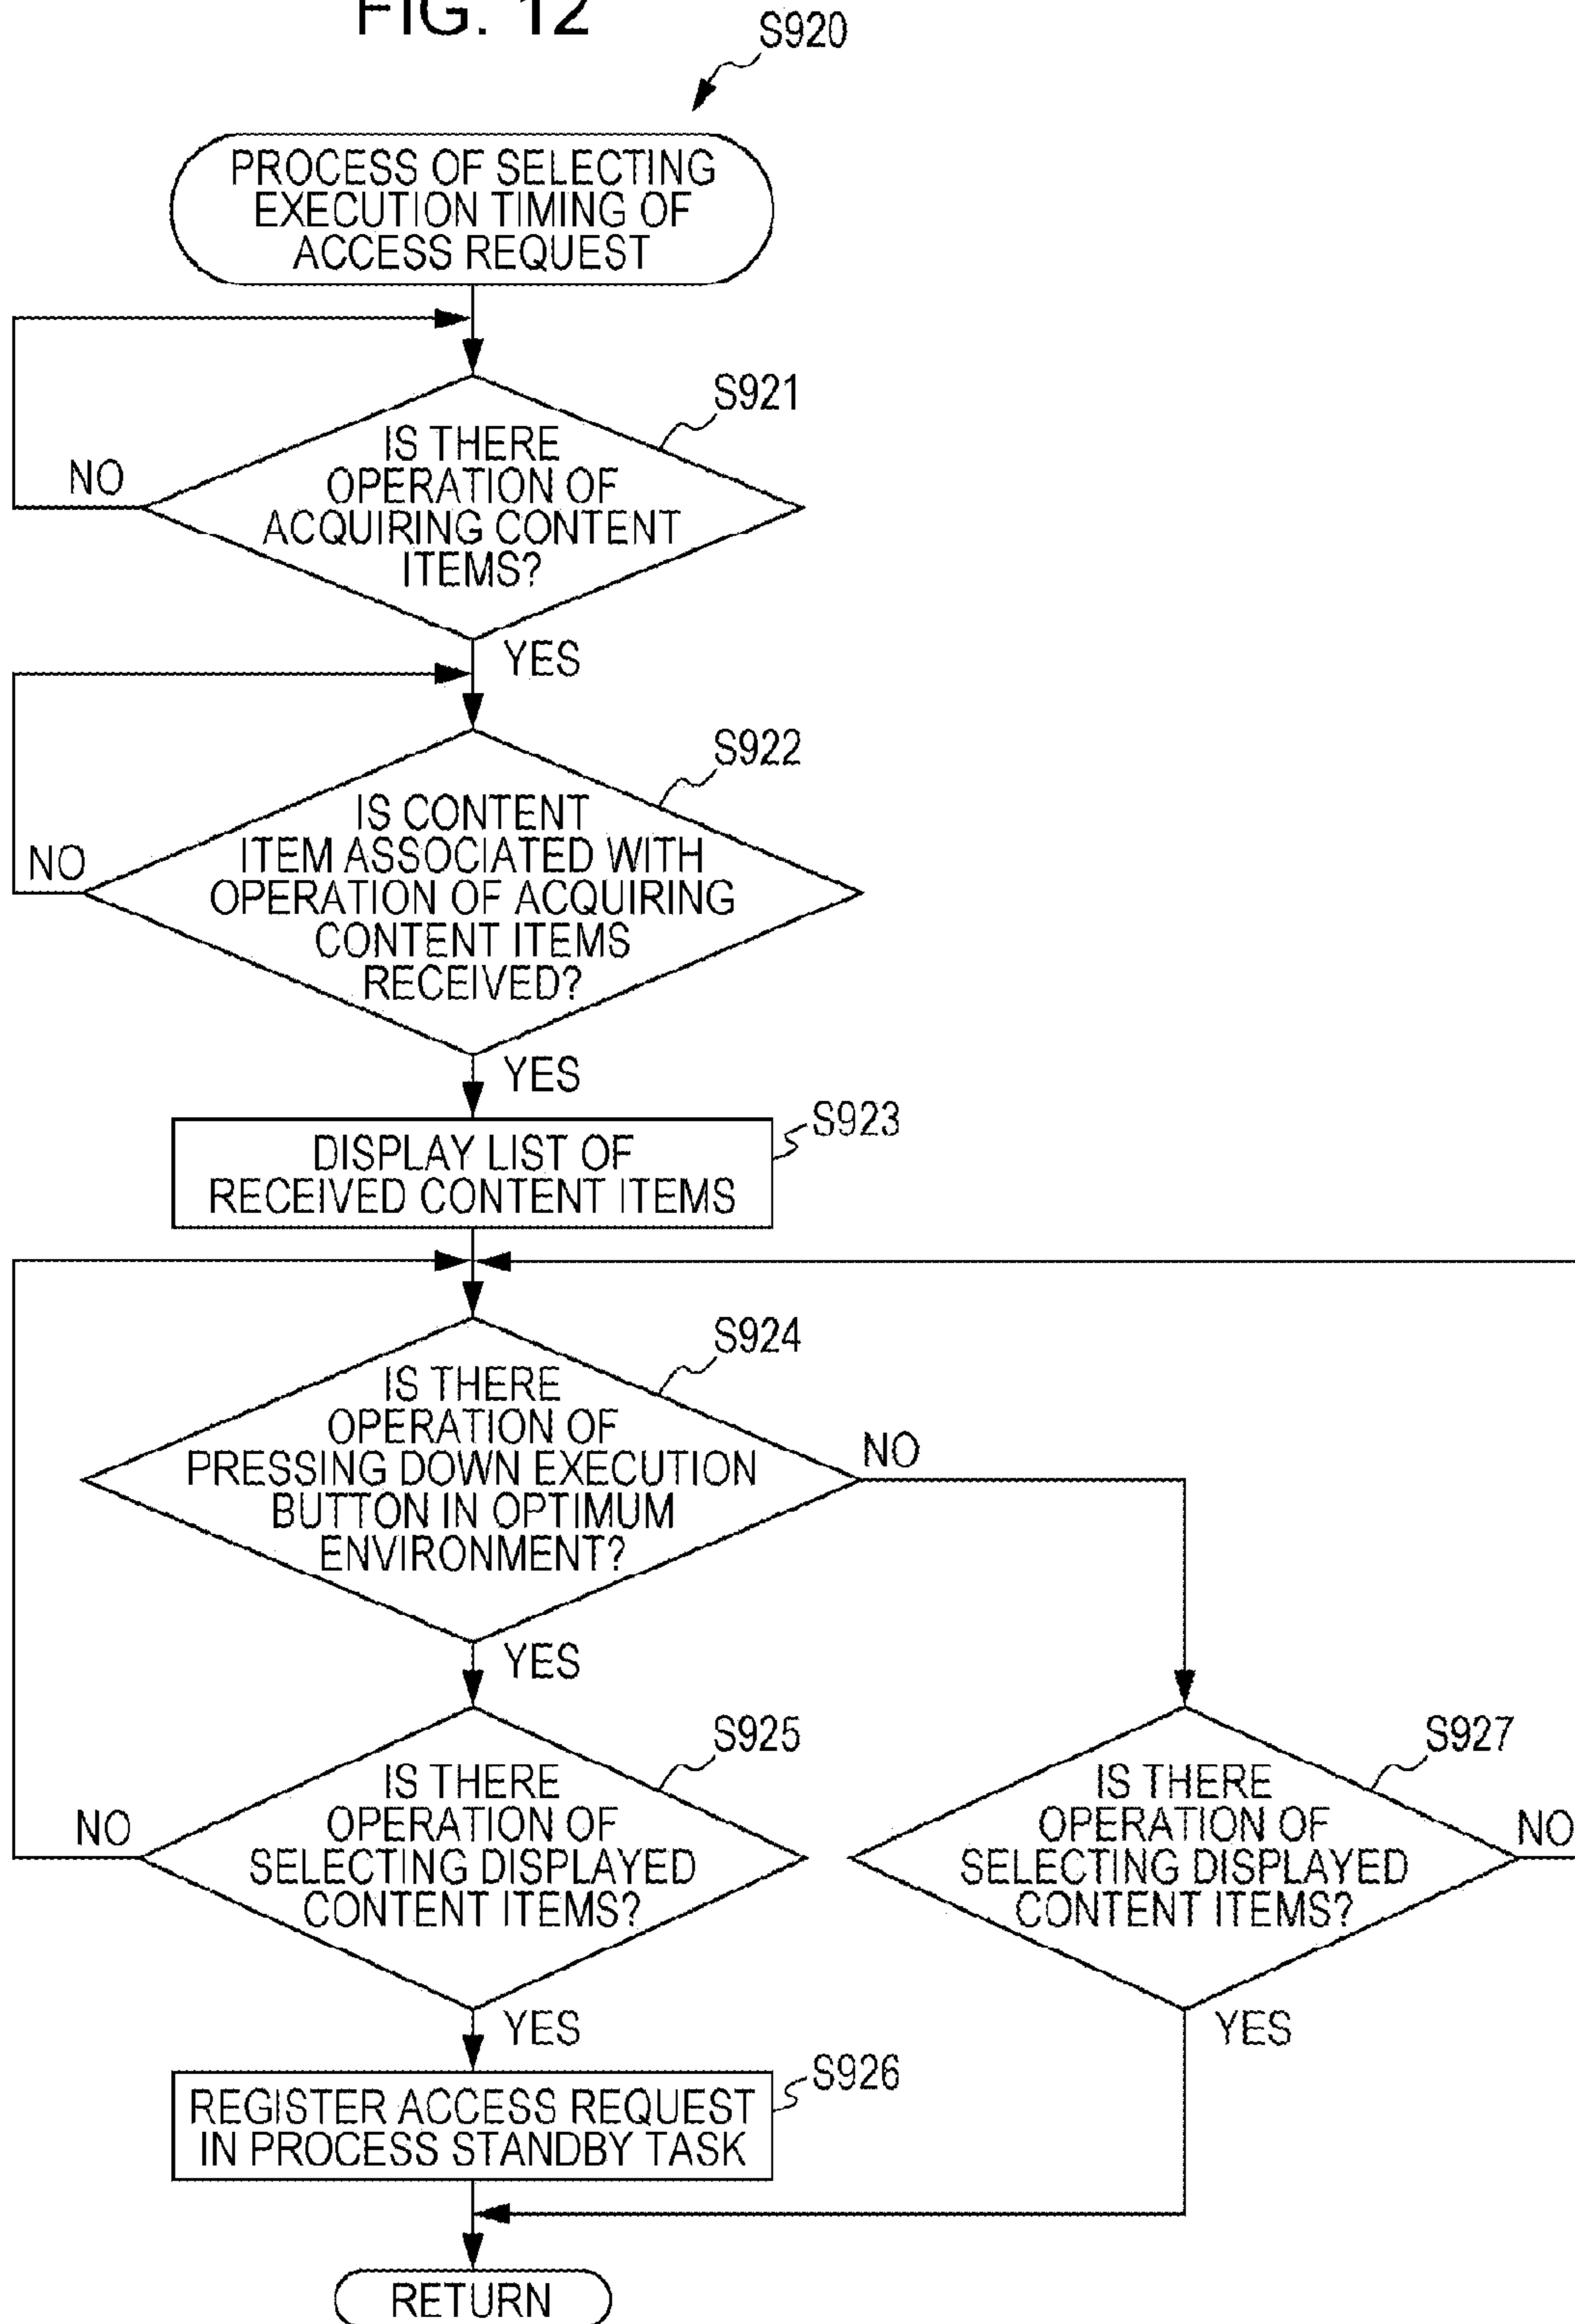 FIG. 12
S920
PROCESS OF SELECTING
EXECUTION TIMING OF
ACCESS REQUEST
S921
IS THERE
OPERATION OF
ACQUIRING CONTENT
ITEMS?
NO
YES
S922
IS CONTENT
ITEM ASSOCIATED WITH
OPERATION OF ACQUIRING
CONTENT ITEMS
RECEIVED?
NO
YES
S923
DISPLAY LIST OF
RECEIVED CONTENT ITEMS
S924
IS THERE
OPERATION OF
PRESSING DOWN EXECUTION
BUTTON IN OPTIMUM
ENVIRONMENT?
NO
YES
S925
IS THERE
OPERATION OF
SELECTING DISPLAYED
CONTENT ITEMS?
NO
YES
S927
IS THERE
OPERATION OF
SELECTING DISPLAYED
CONTENT ITEMS?
NO
YES
S926
REGISTER ACCESS REQUEST
IN PROCESS STANDBY TASK
RETURN